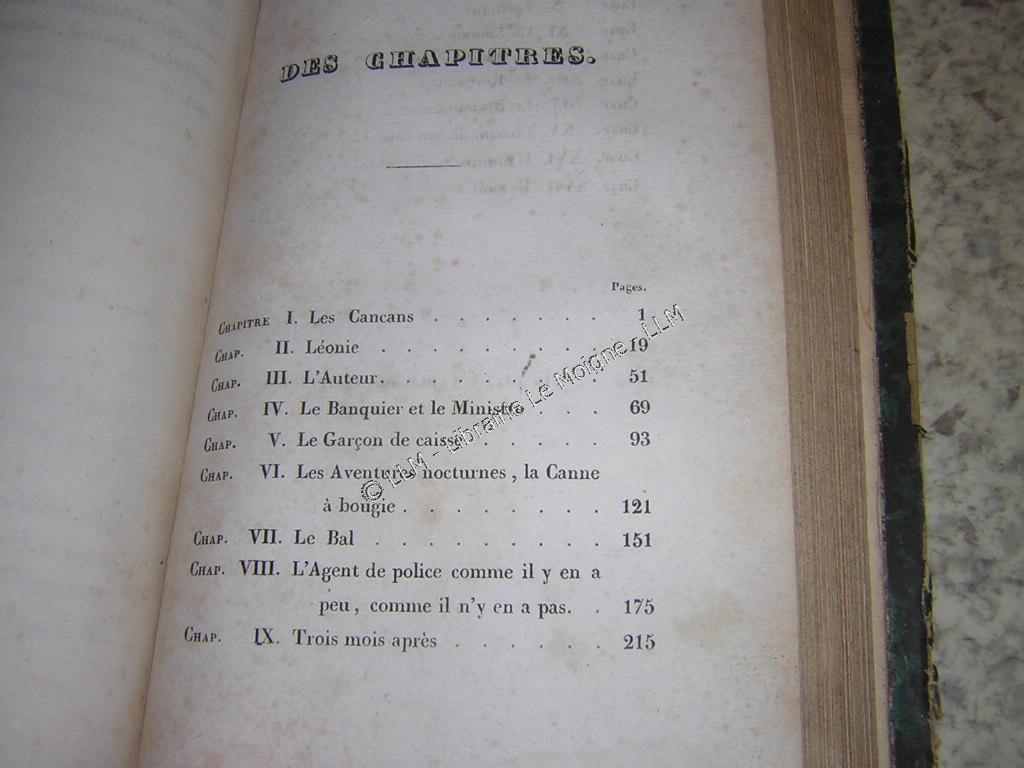 DES CHAPITRES.
Pages.
CHAPITRE I. Les Cancans . . . . . . . 1
CHAP. II. Léonie . . . . . . . . . 19
CHAP. III. L'Auteur. . . . . . . . . 51
CHAP. IV. Le Banquier et le Ministre . . . 69
CHAP. V. Le Garçon de caisse . . . . . 93
CHAP. VI. Les Aventures nocturnes, la Canne
à bougie . . . . . . . . 121
CHAP. VII. Le Bal . . . . . . . . . 151
CHAP. VIII. L'Agent de police comme il y en a
peu, comme il n'y en a pas. . 175
CHAP. IX. Trois mois après . . . . . . 215
© LLM - Librairie Le Moigne, LLM